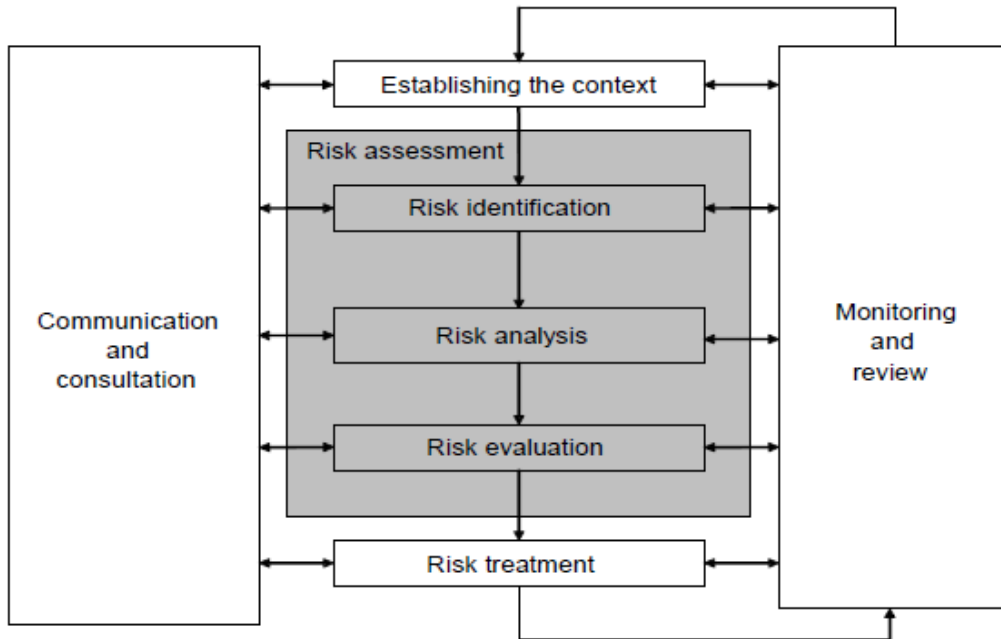 Establishing the context
Risk assessment
Risk identification
Risk analysis
Risk evaluation
Risk treatment
Communication
and
consultation
Monitoring
and
review